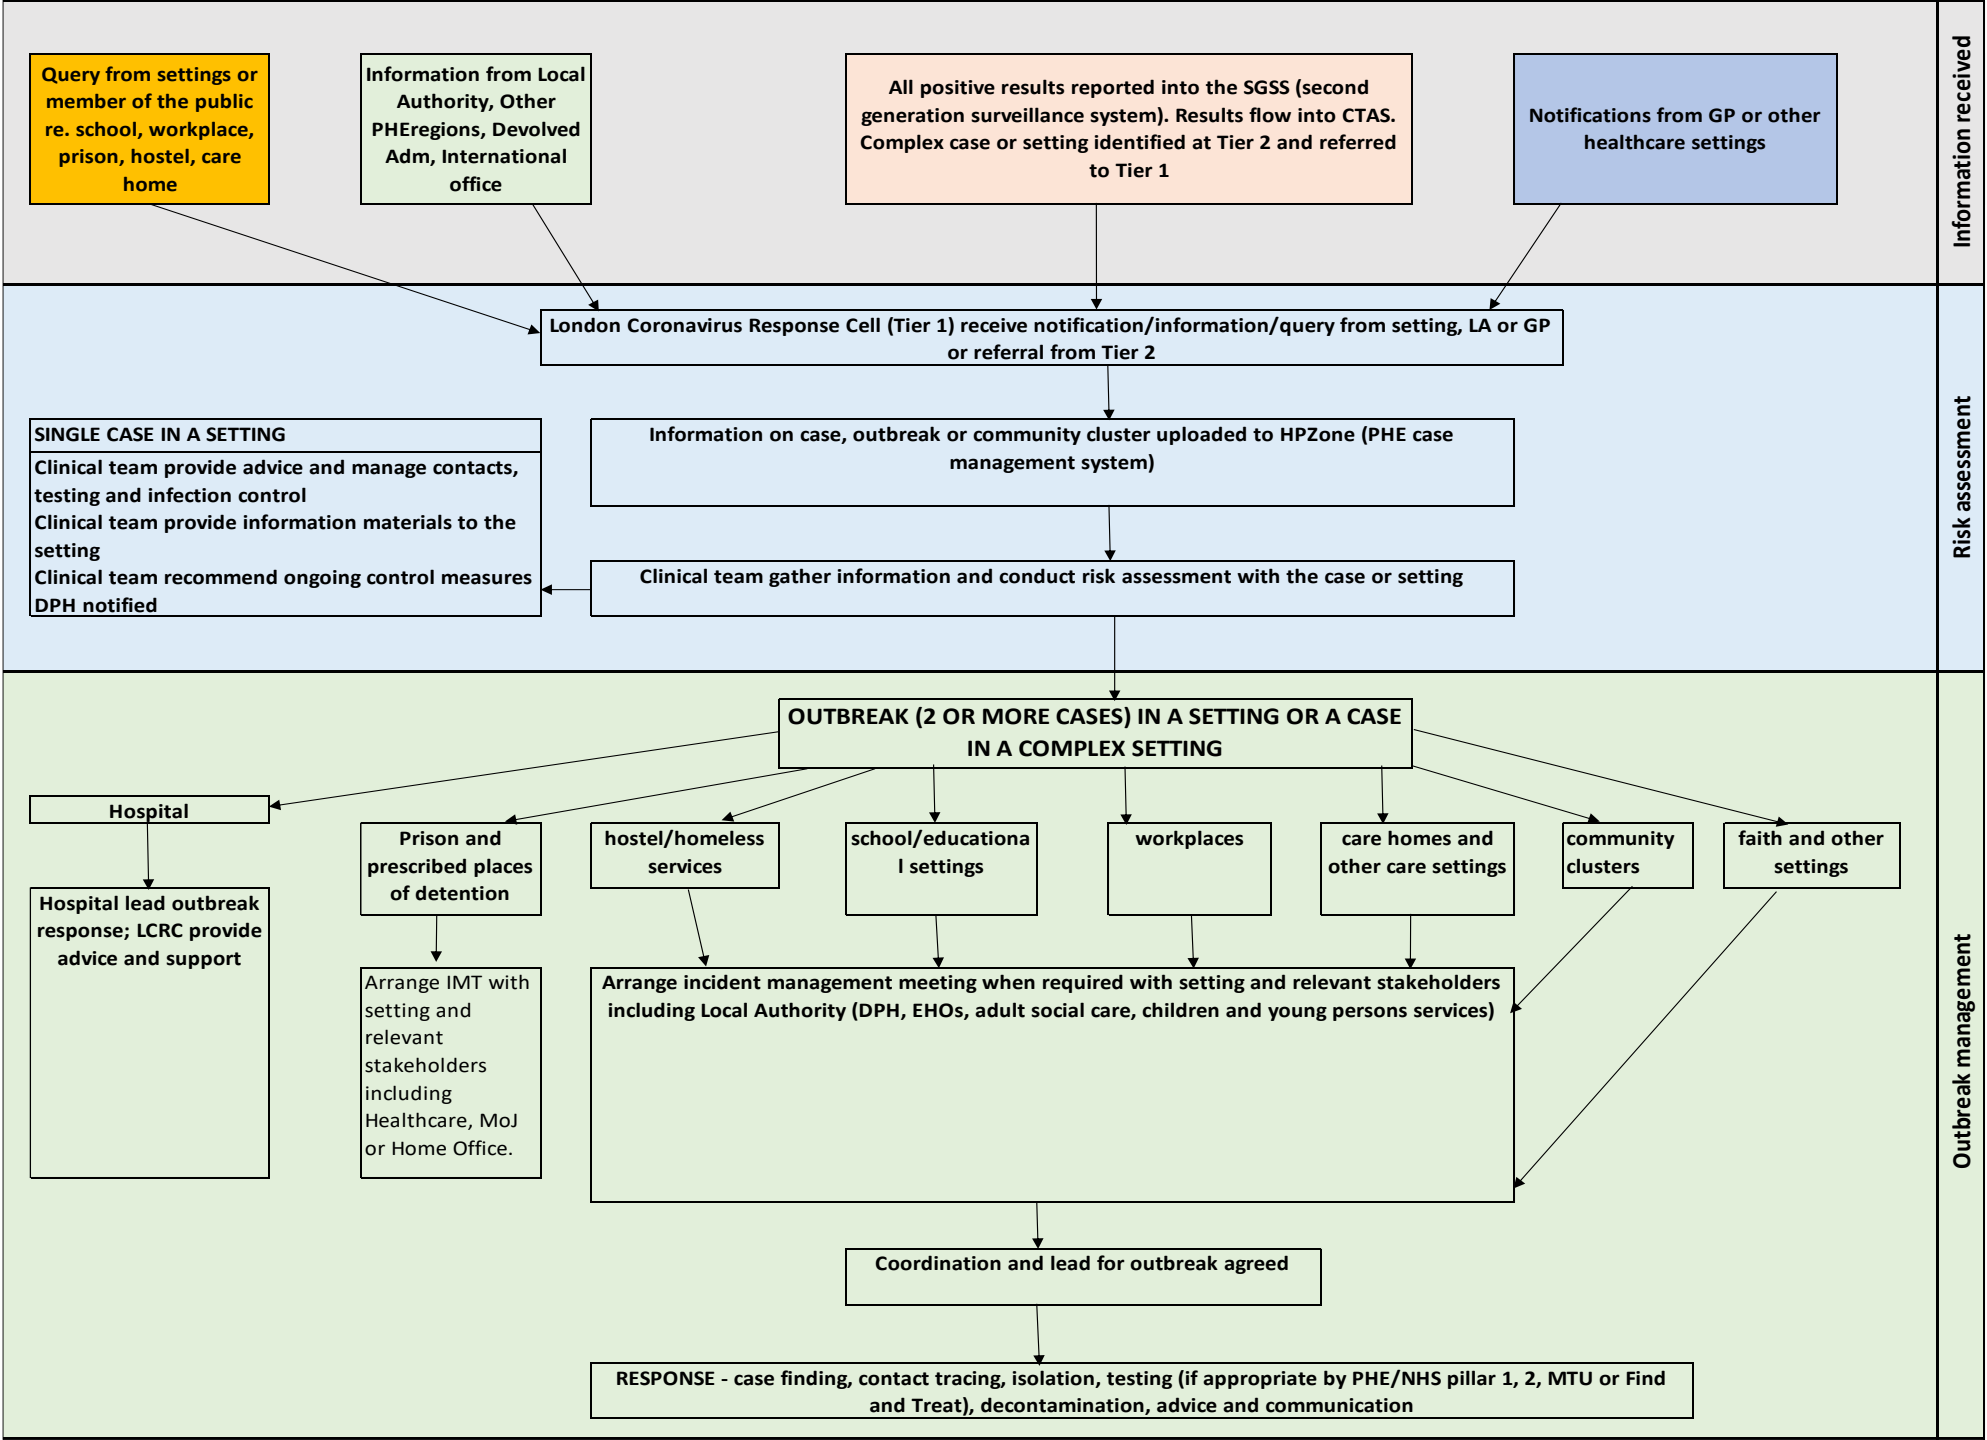 Query from settings or
member of the public
re. school, workplace,
prison, hostel, care
home
Information from Local
Authority, Other
PHEregions, Devolved
Adm, International
office
All positive results reported into the SGSS (second
generation surveillance system). Results flow into CTAS.
Complex case or setting identified at Tier 2 and referred
to Tier 1
Notifications from GP or other
healthcare settings
Information received
London Coronavirus Response Cell (Tier 1) receive notification/information/query from setting, LA or GP
or referral from Tier 2
Information on case, outbreak or community cluster uploaded to HPZone (PHE case
management system)
SINGLE CASE IN A SETTING
Clinical team provide advice and manage contacts,
testing and infection control
Clinical team provide information materials to the
setting
Clinical team recommend ongoing control measures
DPH notified
Clinical team gather information and conduct risk assessment with the case or setting
Risk assessment
OUTBREAK (2 OR MORE CASES) IN A SETTING OR A CASE
IN A COMPLEX SETTING
Hospital
Prison and
prescribed places
of detention
hostel/homeless
services
school/educationa
l settings
workplaces
care homes and
other care settings
community
clusters
faith and other
settings
Hospital lead outbreak
response; LCRC provide
advice and support
Arrange IMT with
setting and
relevant
stakeholders
including
Healthcare, MoJ
or Home Office.
Arrange incident management meeting when required with setting and relevant stakeholders
including Local Authority (DPH, EHOs, adult social care, children and young persons services)
Coordination and lead for outbreak agreed
RESPONSE - case finding, contact tracing, isolation, testing (if appropriate by PHE/NHS pillar 1, 2, MTU or Find
and Treat), decontamination, advice and communication
Outbreak management